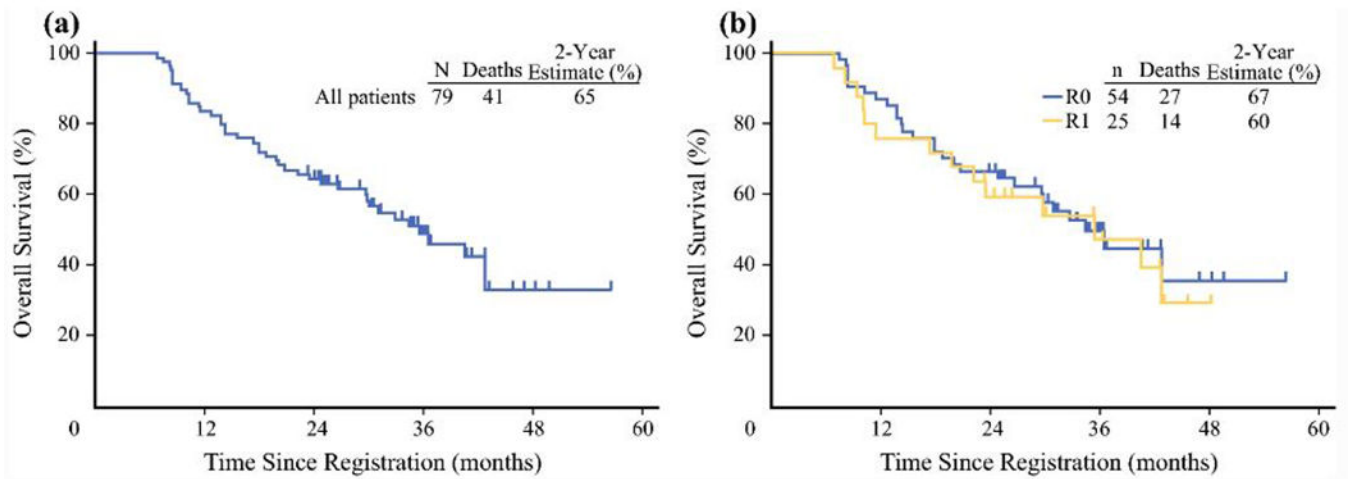 (a)
2-Year
N Deaths Estimate (%)
All patients 79 41 65
100
80
60
40
20
0
12 24 36 48 60
Overall Survival (%)
Time Since Registration (months)
(b)
2-Year
n Deaths Estimate (%)
R0 54 27 67
R1 25 14 60
100
80
60
40
20
0
12 24 36 48 60
Overall Survival (%)
Time Since Registration (months)